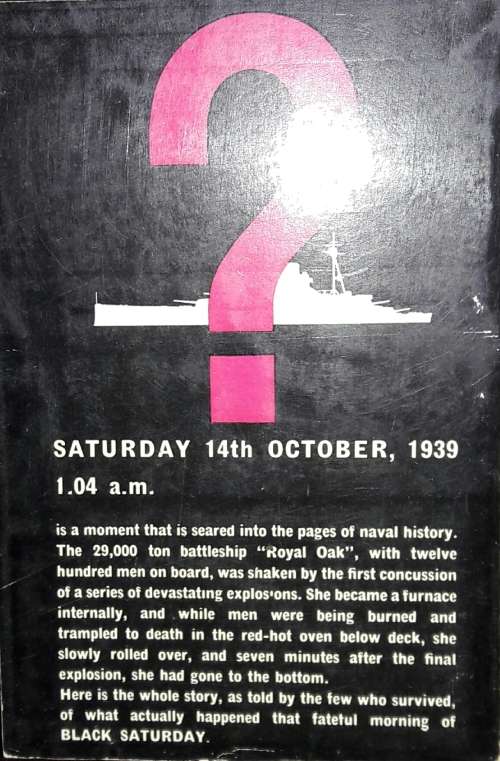 ?
SATURDAY 14th OCTOBER, 1939
1.04 a.m.
is a moment that is seared into the pages of naval history.
The 29,000 ton battleship "Royal Oak", with twelve
hundred men on board, was shaken by the first concussion
of a series of devastating explosions. She became a furnace
internally, and while men were being burned and
trampled to death in the red-hot oven below deck, she
slowly rolled over, and seven minutes after the final
explosion, she had gone to the bottom.
Here is the whole story, as told by the few who survived,
of what actually happened that fateful morning of
BLACK SATURDAY.